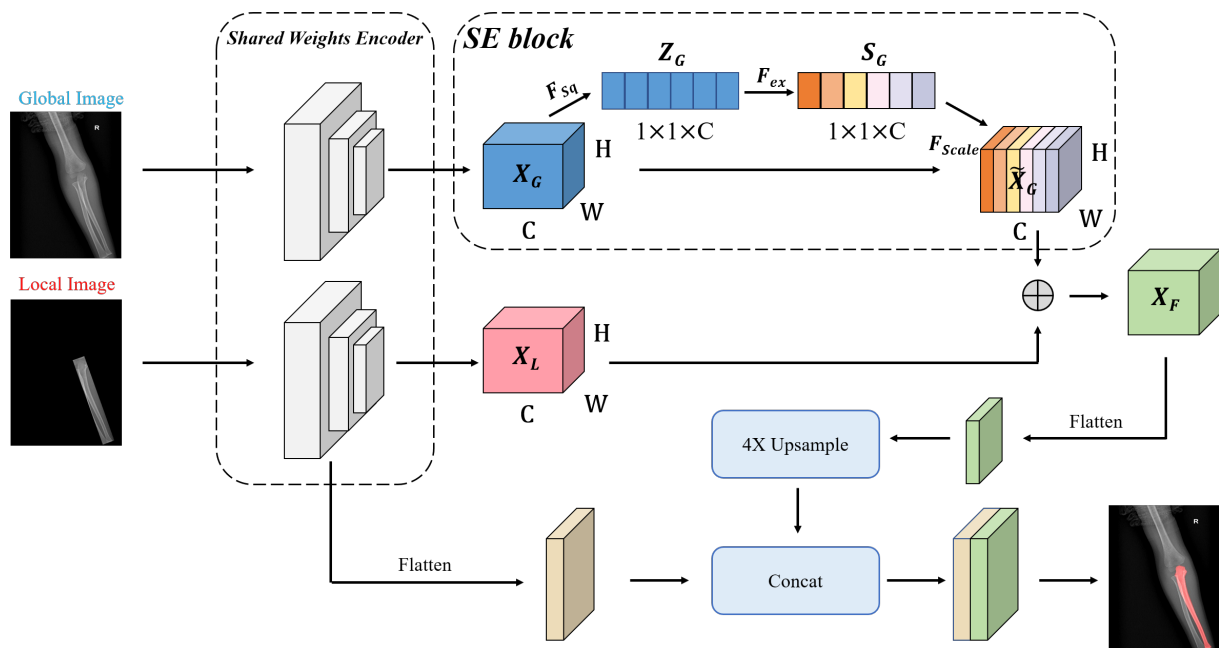 Shared Weights Encoder
SE block
Z_G
S_G
F_Sq
F_ex
Global Image
R
1×1×C
1×1×C
F_Scale
H
H
X_G
X̃_G
W
W
C
C
Local Image
X_F
H
X_L
W
C
Flatten
4X Upsample
R
Flatten
Concat